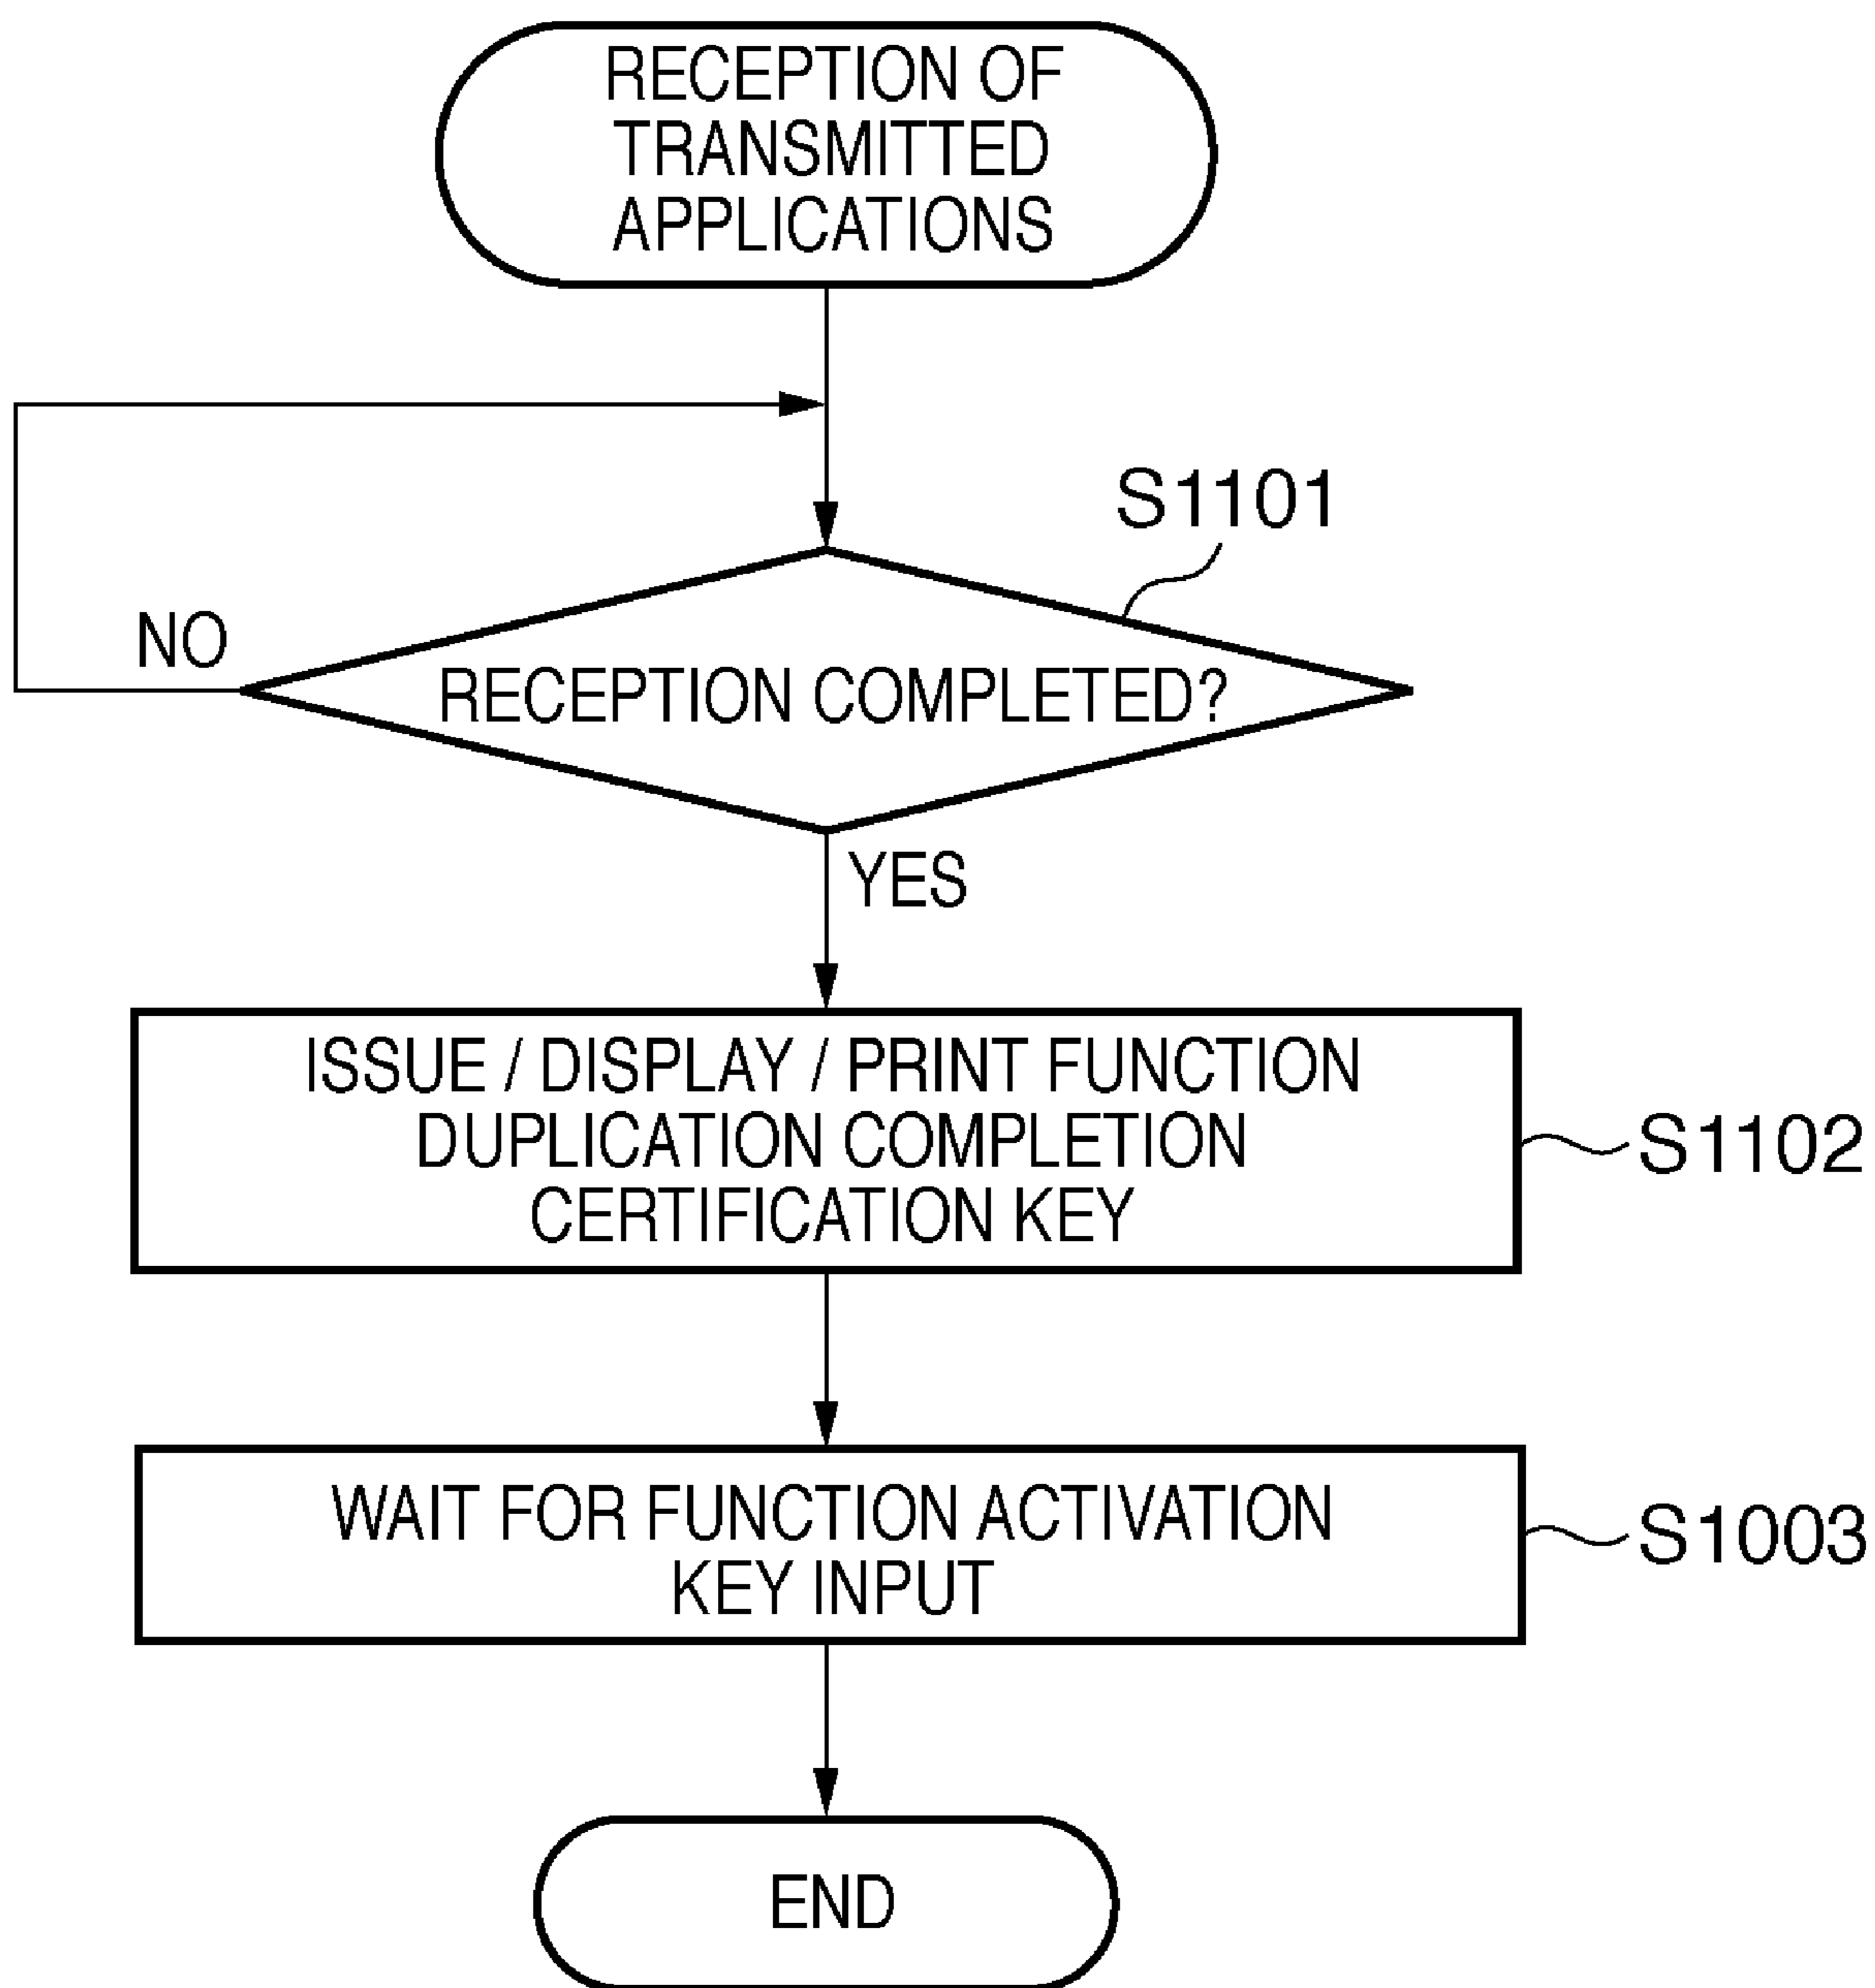 RECEPTION OF
TRANSMITTED
APPLICATIONS
S1101
NO
RECEPTION COMPLETED?
YES
ISSUE / DISPLAY / PRINT FUNCTION
DUPLICATION COMPLETION
CERTIFICATION KEY
S1102
WAIT FOR FUNCTION ACTIVATION
KEY INPUT
S1003
END